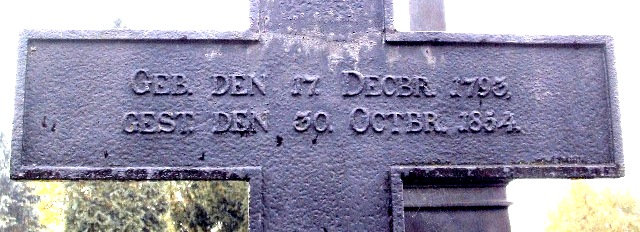 GEB. DEN 17. DECBR. 1793,
GEST. DEN 30. OCTBR. 1854.